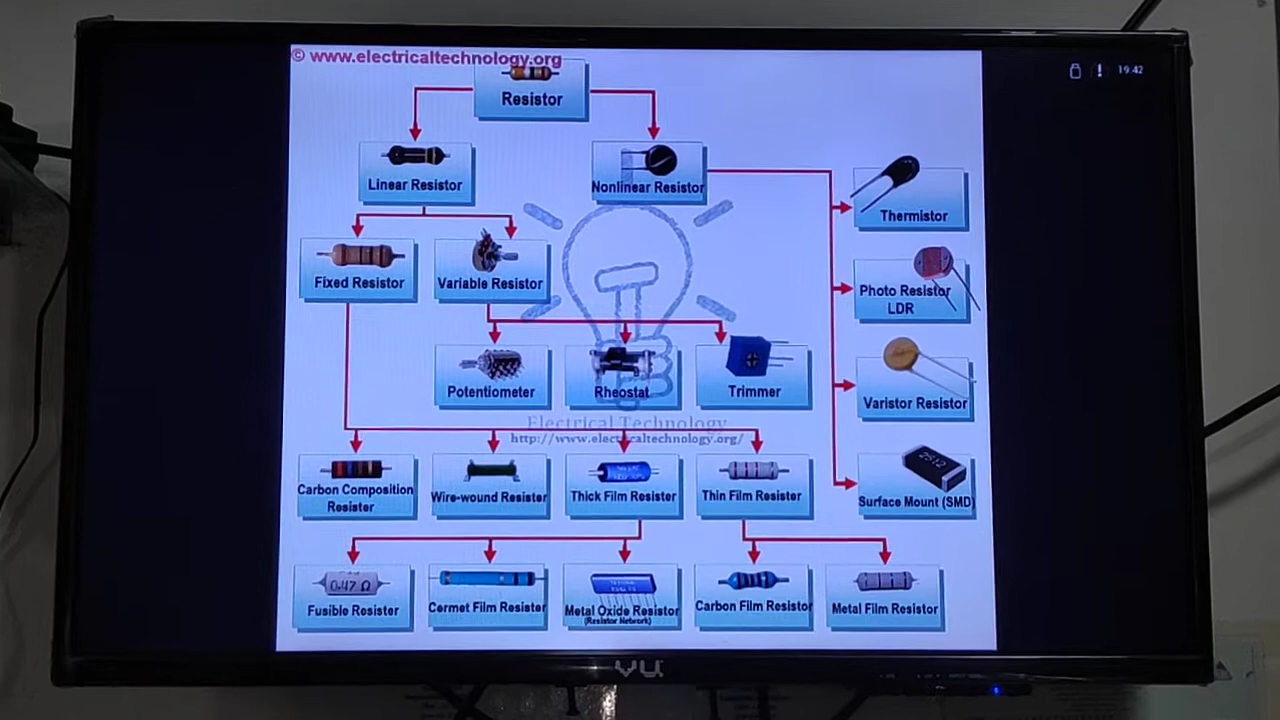 © www.electricaltechnology.org
19:42
Resistor
Linear Resistor
Nonlinear Resistor
Thermistor
Fixed Resistor
Variable Resistor
Photo Resistor
LDR
Potentiometer
Rheostat
Trimmer
Varistor Resistor
Electrical Technology
http://www.electricaltechnology.org/
Carbon Composition
Resister
Wire-wound Resister
Thick Film Resister
Thin Film Resister
2512
Surface Mount (SMD)
0.47 Ω
Fusible Resister
Cermet Film Resister
Metal Oxide Resistor
(Resistor Network)
Carbon Film Resistor
Metal Film Resistor
VU